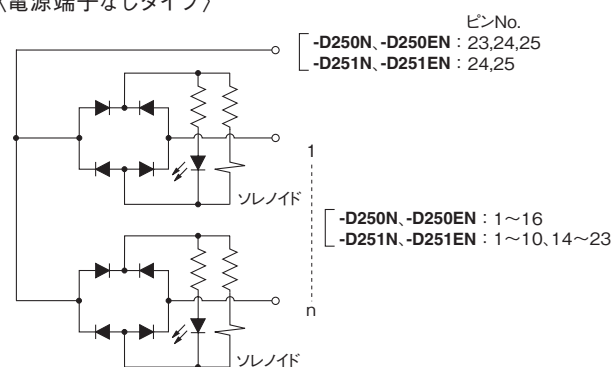 〈電源端子なしタイプ〉
ピンNo.
-D250N、-D250EN：23,24,25
-D251N、-D251EN：24,25
1
ソレノイド
-D250N、-D250EN：1～16
-D251N、-D251EN：1～10、14～23
n
ソレノイド